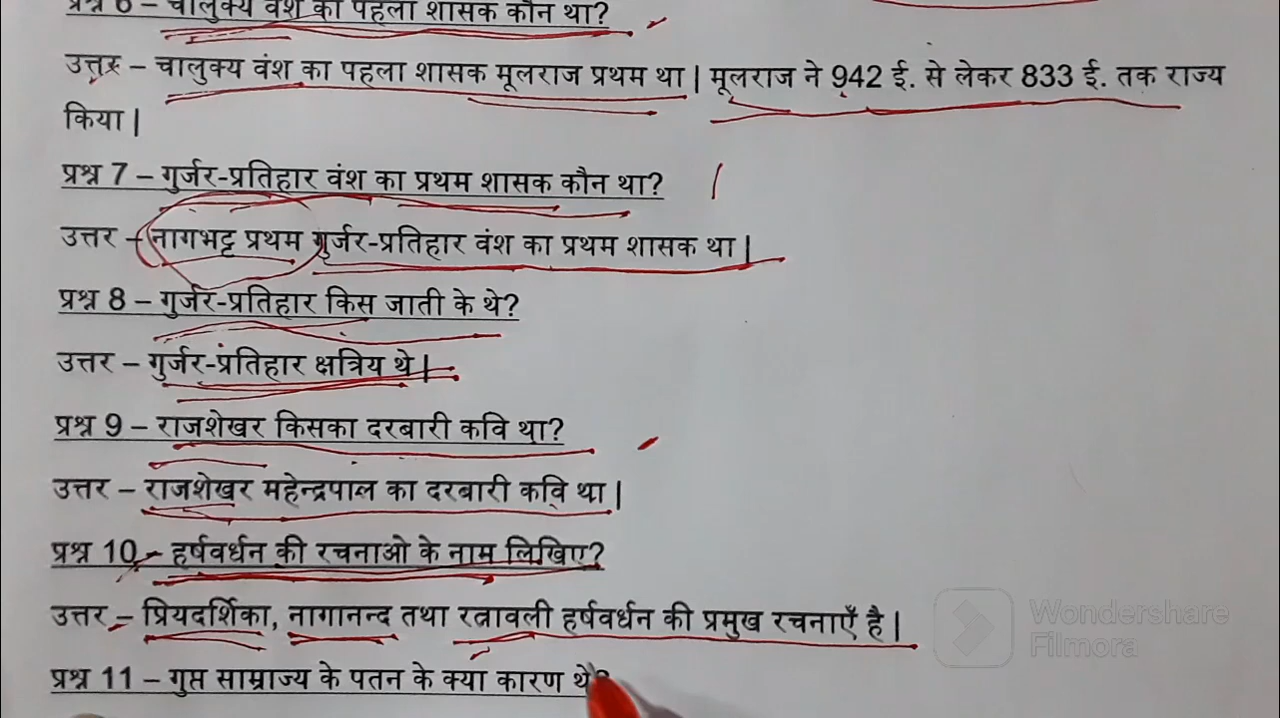 प्रश्न 6 – चालुक्य वंश का पहला शासक कौन था?
उत्तर – चालुक्य वंश का पहला शासक मूलराज प्रथम था | मूलराज ने 942 ई. से लेकर 833 ई. तक राज्य
किया |
प्रश्न 7 – गुर्जर-प्रतिहार वंश का प्रथम शासक कौन था?
उत्तर – नागभट्ट प्रथम गुर्जर-प्रतिहार वंश का प्रथम शासक था |
प्रश्न 8 – गुर्जर-प्रतिहार किस जाती के थे?
उत्तर – गुर्जर-प्रतिहार क्षत्रिय थे |
प्रश्न 9 – राजशेखर किसका दरबारी कवि था?
उत्तर – राजशेखर महेन्द्रपाल का दरबारी कवि था |
प्रश्न 10 – हर्षवर्धन की रचनाओ के नाम लिखिए?
उत्तर – प्रियदर्शिका, नागानन्द तथा रत्नावली हर्षवर्धन की प्रमुख रचनाएँ है |
प्रश्न 11 – गुप्त साम्राज्य के पतन के क्या कारण थे?
Wondershare
Filmora